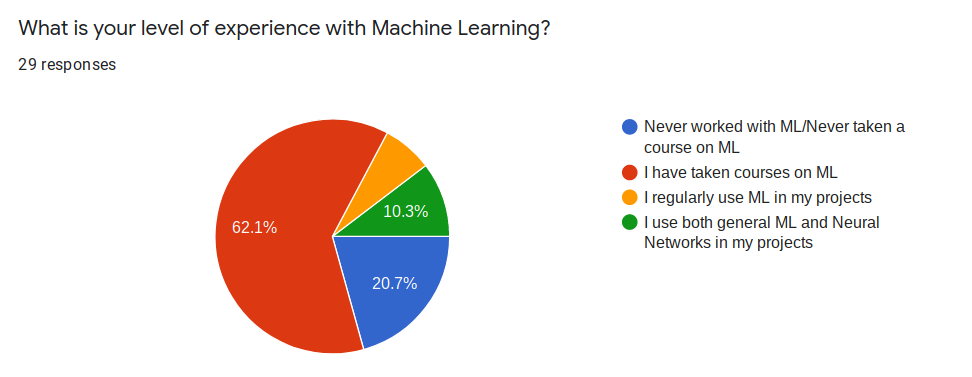 What is your level of experience with Machine Learning?
29 responses
Never worked with ML/Never taken a
course on ML
I have taken courses on ML
I regularly use ML in my projects
I use both general ML and Neural
Networks in my projects
10.3%
62.1%
20.7%